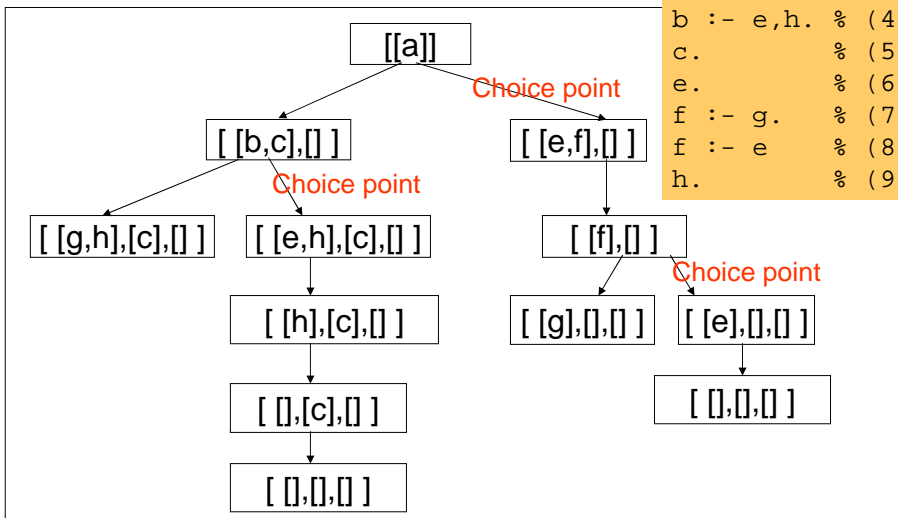 b :- e,h. % (4
c. % (5
e. % (6
f :- g. % (7
f :- e % (8
h. % (9
[[a]]
Choice point
[ [b,c],[] ]
[ [e,f],[] ]
Choice point
[ [g,h],[c],[] ]
[ [e,h],[c],[] ]
[ [f],[] ]
Choice point
[ [h],[c],[] ]
[ [g],[],[] ]
[ [e],[],[] ]
[ [],[c],[] ]
[ [],[],[] ]
[ [],[],[] ]